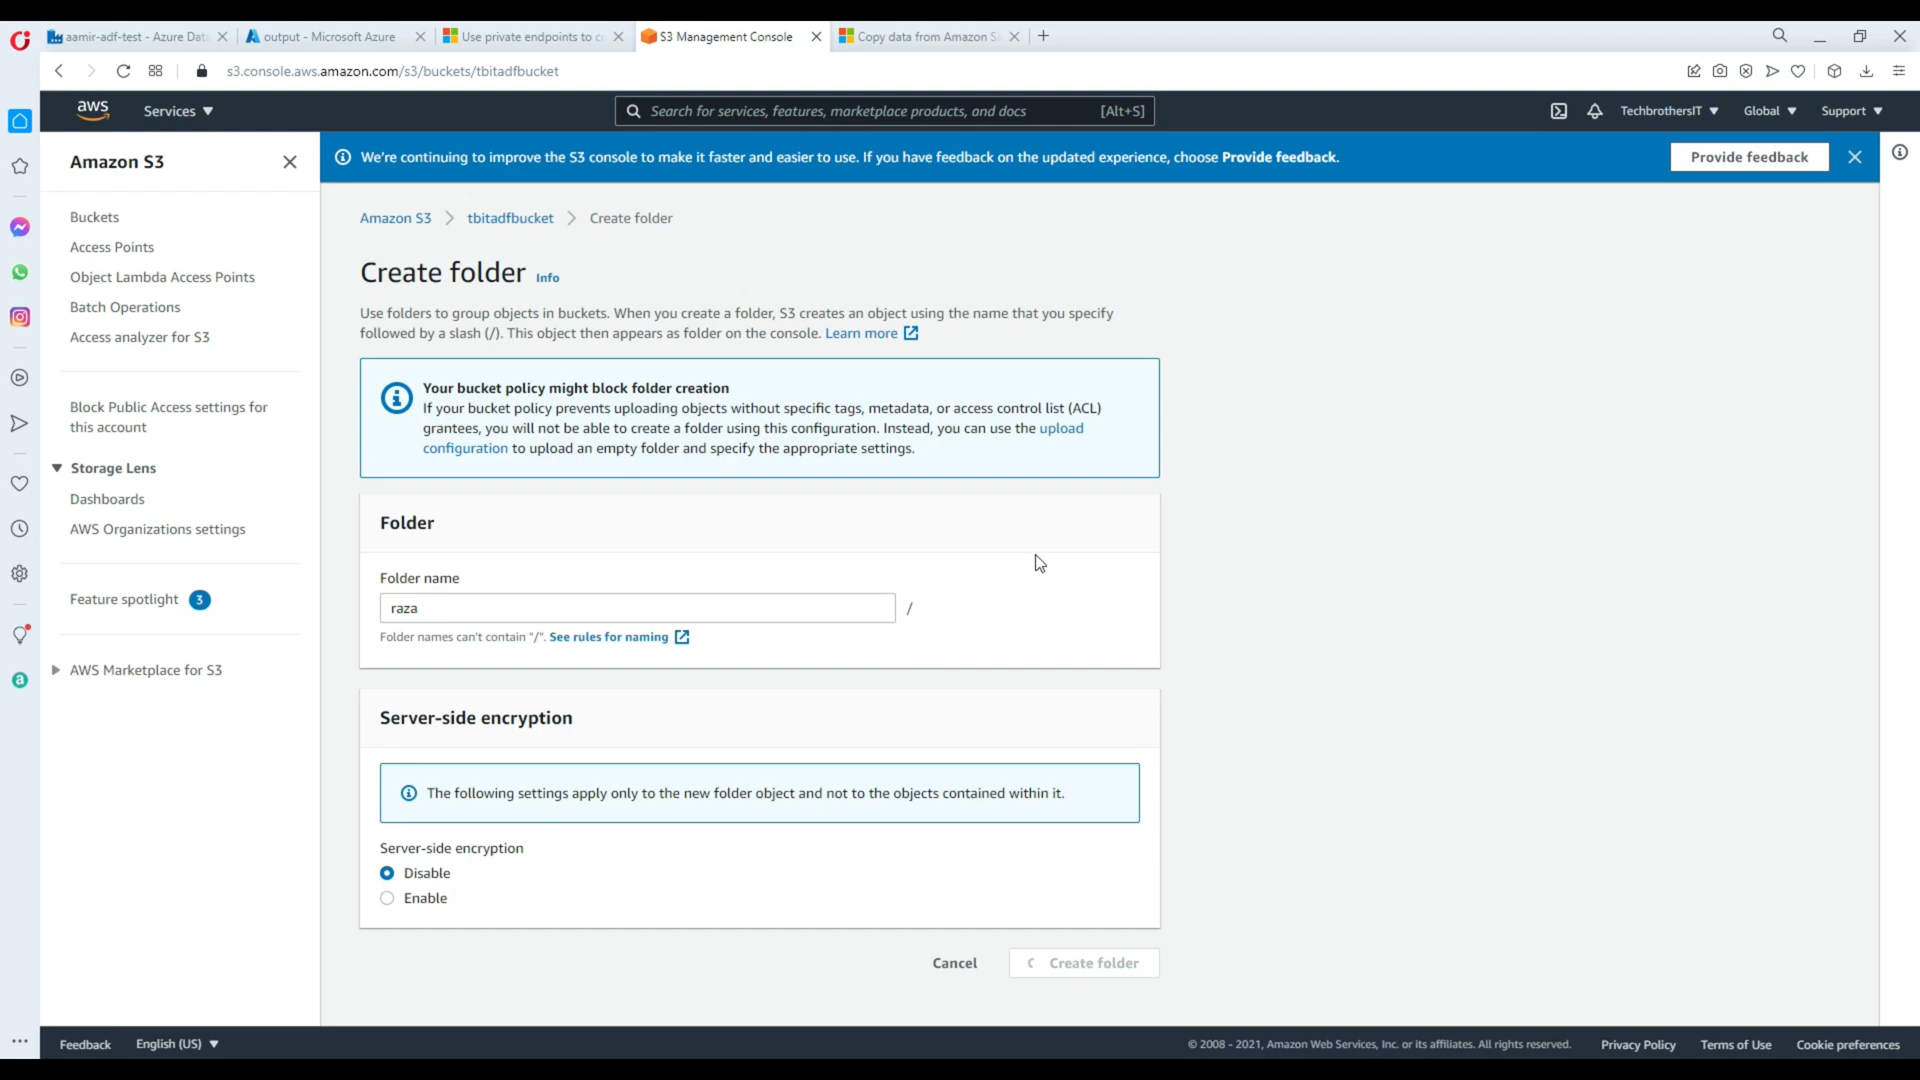 aamir-adf-test - Azure Dat
output - Microsoft Azure
Use private endpoints to c
S3 Management Console
Copy data from Amazon Si
s3.console.aws.amazon.com/s3/buckets/tbitadfbucket
aws
Services
Search for services, features, marketplace products, and docs
[Alt+S]
TechbrothersIT
Global
Support
Amazon S3
We're continuing to improve the S3 console to make it faster and easier to use. If you have feedback on the updated experience, choose Provide feedback.
Provide feedback
Buckets
Access Points
Object Lambda Access Points
Batch Operations
Access analyzer for S3
Block Public Access settings for
this account
Storage Lens
Dashboards
AWS Organizations settings
Feature spotlight 3
AWS Marketplace for S3
Amazon S3
tbitadfbucket
Create folder
Create folder Info
Use folders to group objects in buckets. When you create a folder, S3 creates an object using the name that you specify
followed by a slash (/). This object then appears as folder on the console. Learn more
Your bucket policy might block folder creation
If your bucket policy prevents uploading objects without specific tags, metadata, or access control list (ACL)
grantees, you will not be able to create a folder using this configuration. Instead, you can use the upload
configuration to upload an empty folder and specify the appropriate settings.
Folder
Folder name
raza
/
Folder names can't contain "/". See rules for naming
Server-side encryption
The following settings apply only to the new folder object and not to the objects contained within it.
Server-side encryption
Disable
Enable
Cancel
Create folder
Feedback
English (US)
© 2008 - 2021, Amazon Web Services, Inc. or its affiliates. All rights reserved.
Privacy Policy
Terms of Use
Cookie preferences